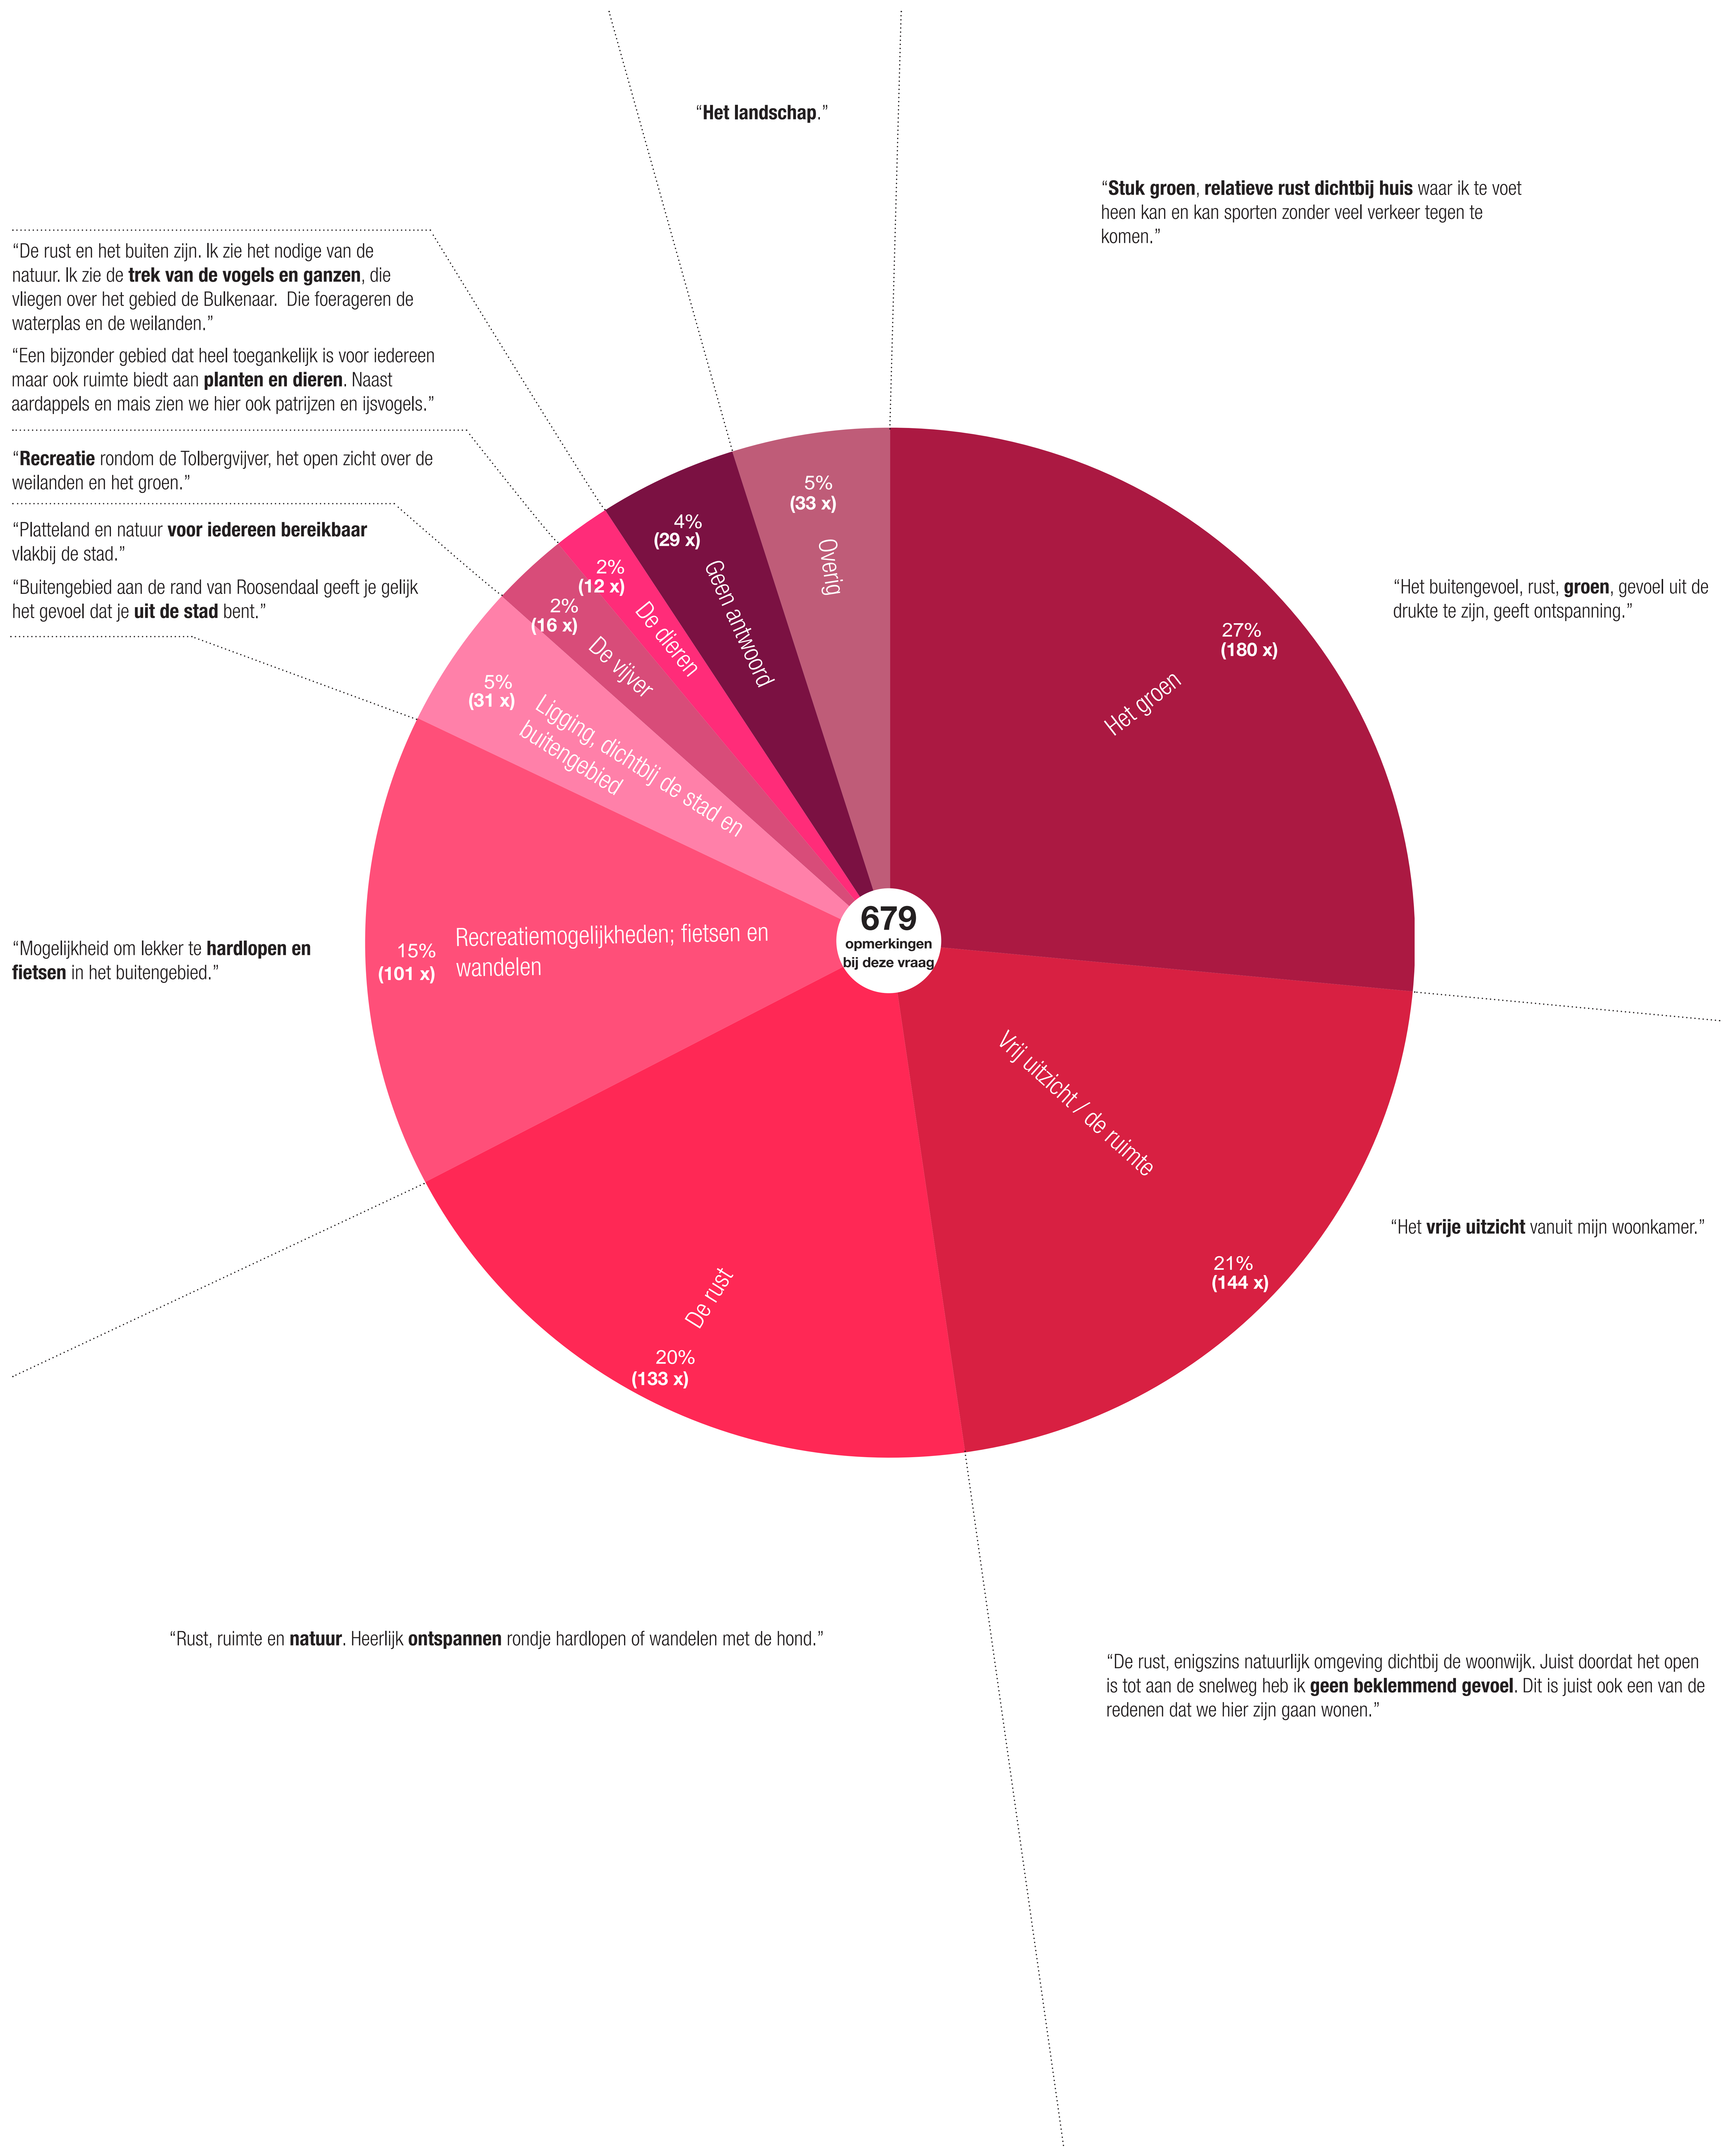 “Het landschap.”
“Stuk groen, relatieve rust dichtbij huis waar ik te voet
heen kan en kan sporten zonder veel verkeer tegen te
komen.”
“De rust en het buiten zijn. Ik zie het nodige van de
natuur. Ik zie de trek van de vogels en ganzen, die
vliegen over het gebied de Bulkenaar.  Die foerageren de
waterplas en de weilanden.”
“Een bijzonder gebied dat heel toegankelijk is voor iedereen
maar ook ruimte biedt aan planten en dieren. Naast
aardappels en mais zien we hier ook patrijzen en ijsvogels.”
“Recreatie rondom de Tolbergvijver, het open zicht over de
weilanden en het groen.”
“Platteland en natuur voor iedereen bereikbaar
vlakbij de stad.”
“Buitengebied aan de rand van Roosendaal geeft je gelijk
het gevoel dat je uit de stad bent.”
5%
(33 x)
Overig
4%
(29 x)
Geen antwoord
2%
(12 x)
De dieren
2%
(16 x)
De vijver
5%
(31 x)
Ligging, dichtbij de stad en
buitengebied
27%
(180 x)
Het groen
“Het buitengevoel, rust, groen, gevoel uit de
drukte te zijn, geeft ontspanning.”
679
opmerkingen
bij deze vraag
15%
(101 x)
Recreatiemogelijkheden; fietsen en
wandelen
“Mogelijkheid om lekker te hardlopen en
fietsen in het buitengebied.”
Vrij uitzicht / de ruimte
21%
(144 x)
“Het vrije uitzicht vanuit mijn woonkamer.”
De rust
20%
(133 x)
“Rust, ruimte en natuur. Heerlijk ontspannen rondje hardlopen of wandelen met de hond.”
“De rust, enigszins natuurlijk omgeving dichtbij de woonwijk. Juist doordat het open
is tot aan de snelweg heb ik geen beklemmend gevoel. Dit is juist ook een van de
redenen dat we hier zijn gaan wonen.”